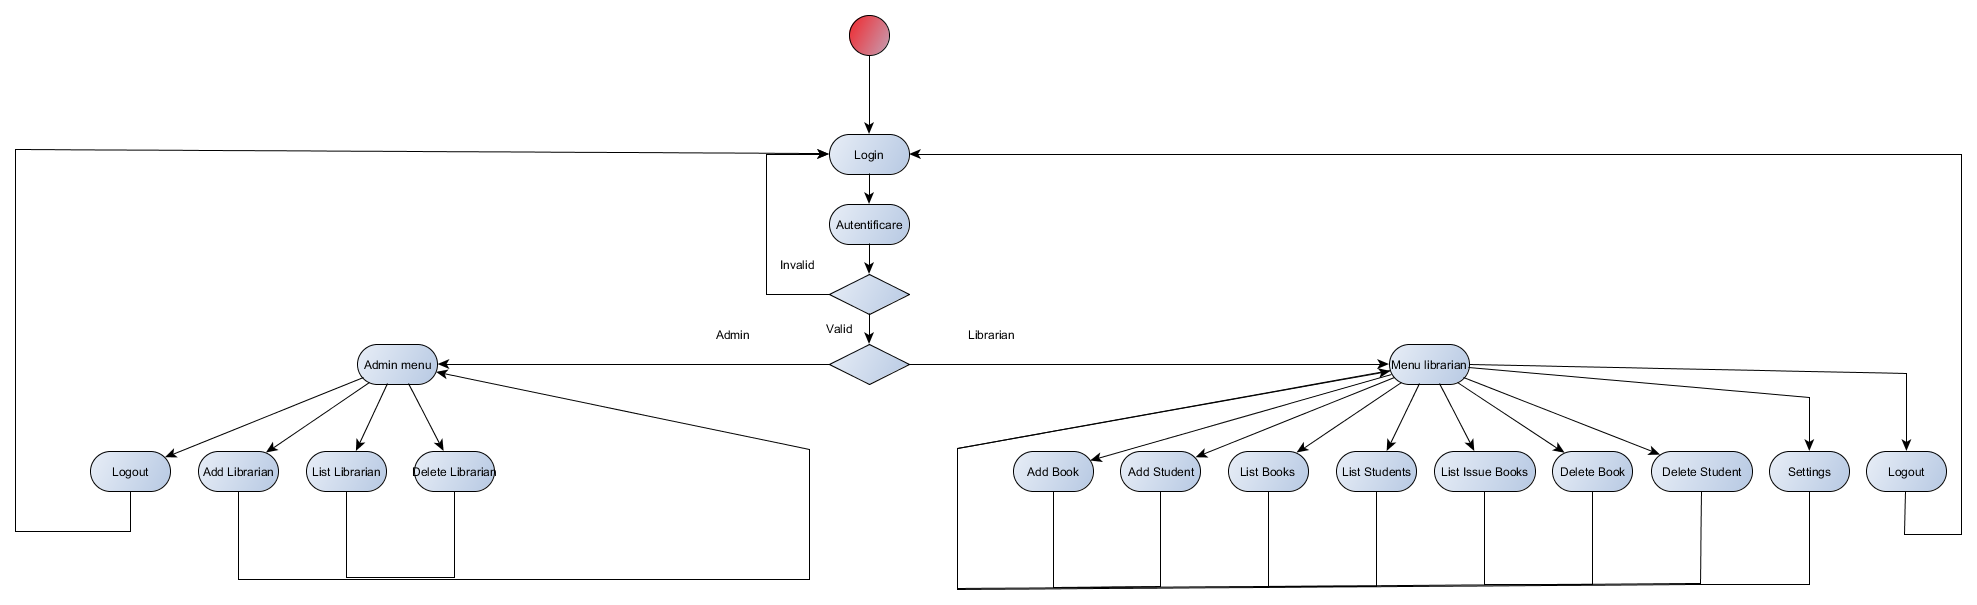 Login
Autentificare
Invalid
Valid
Admin
Librarian
Admin menu
Menu librarian
Logout
Add Librarian
List Librarian
Delete Librarian
Add Book
Add Student
List Books
List Students
List Issue Books
Delete Book
Delete Student
Settings
Logout